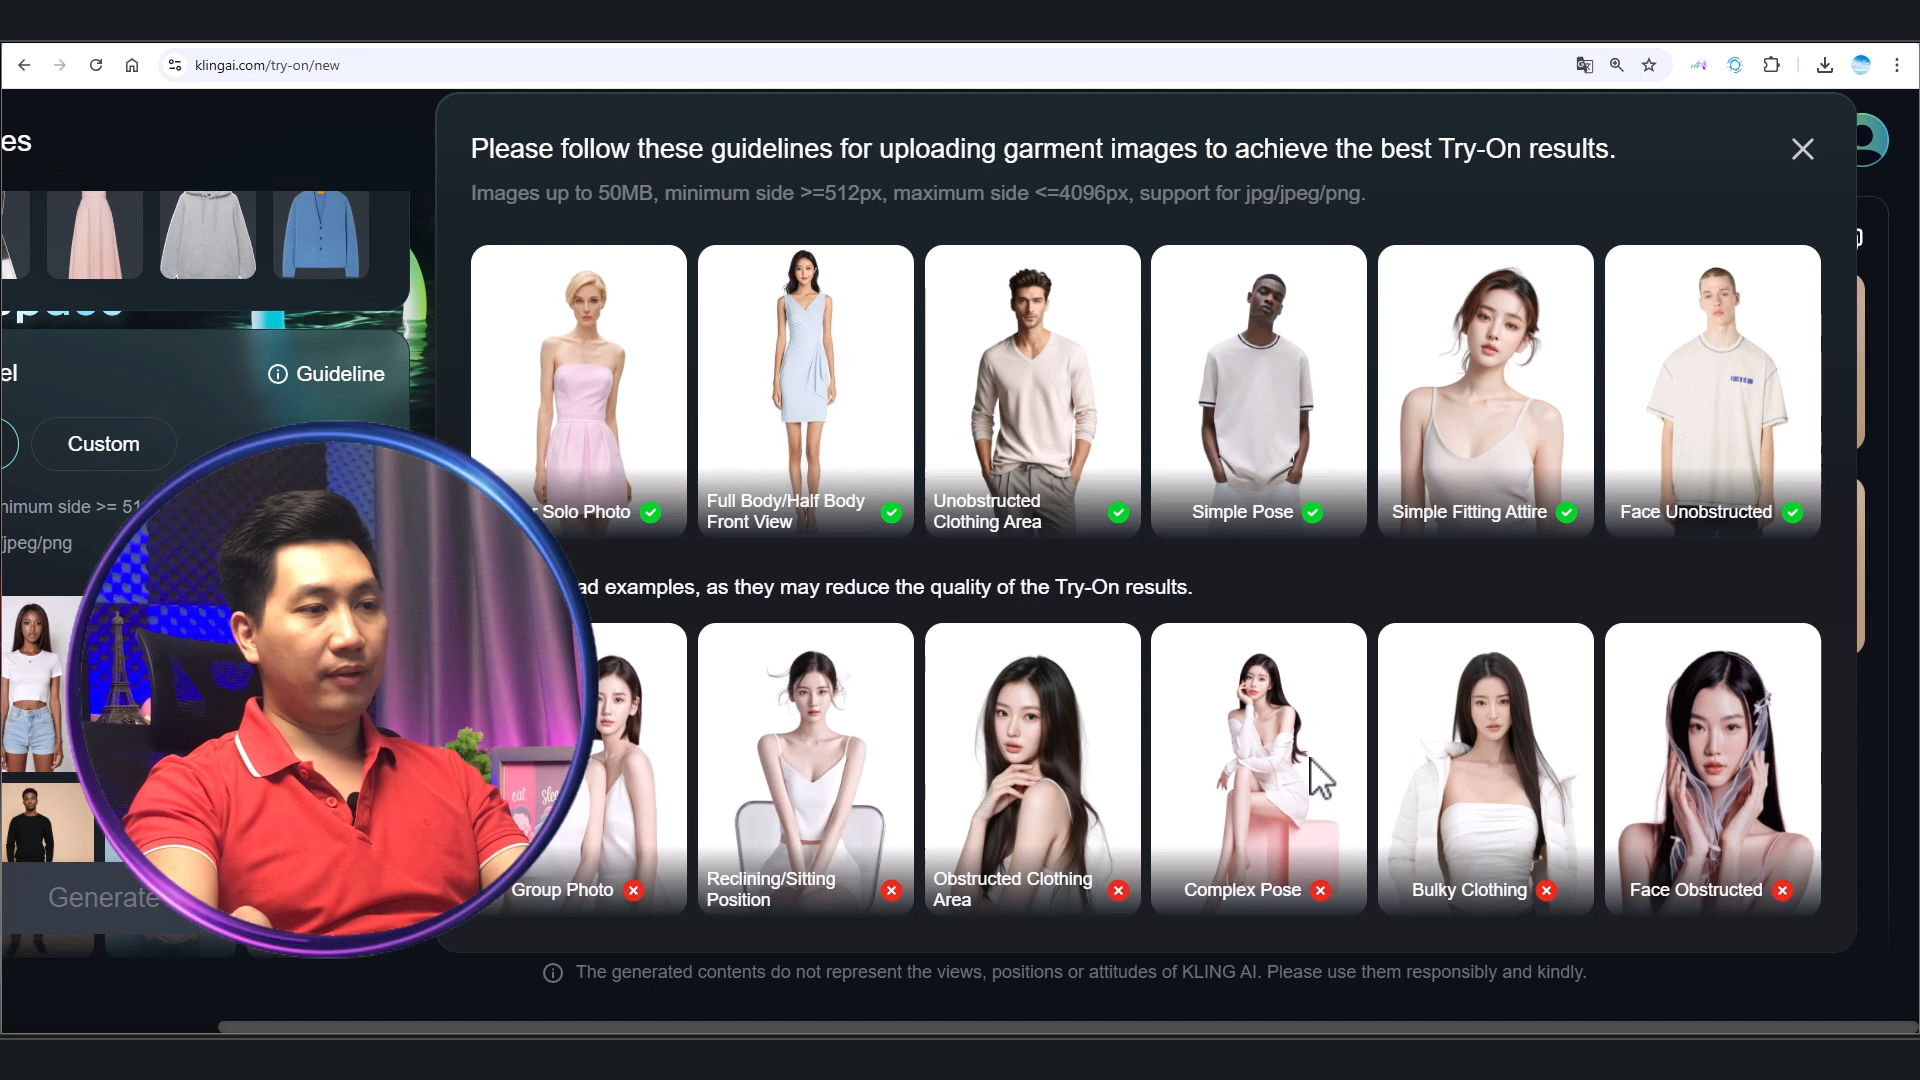 klingai.com/try-on/new
es
Please follow these guidelines for uploading garment images to achieve the best Try-On results.
Images up to 50MB, minimum side >=512px, maximum side <=4096px, support for jpg/jpeg/png.
el
Guideline
Custom
nimum side >= 51
jpeg/png
Solo Photo
Full Body/Half Body
Front View
Unobstructed
Clothing Area
Simple Pose
Simple Fitting Attire
Face Unobstructed
ad examples, as they may reduce the quality of the Try-On results.
eat
Generate
Group Photo
Reclining/Sitting
Position
Obstructed Clothing
Area
Complex Pose
Bulky Clothing
Face Obstructed
The generated contents do not represent the views, positions or attitudes of KLING AI. Please use them responsibly and kindly.